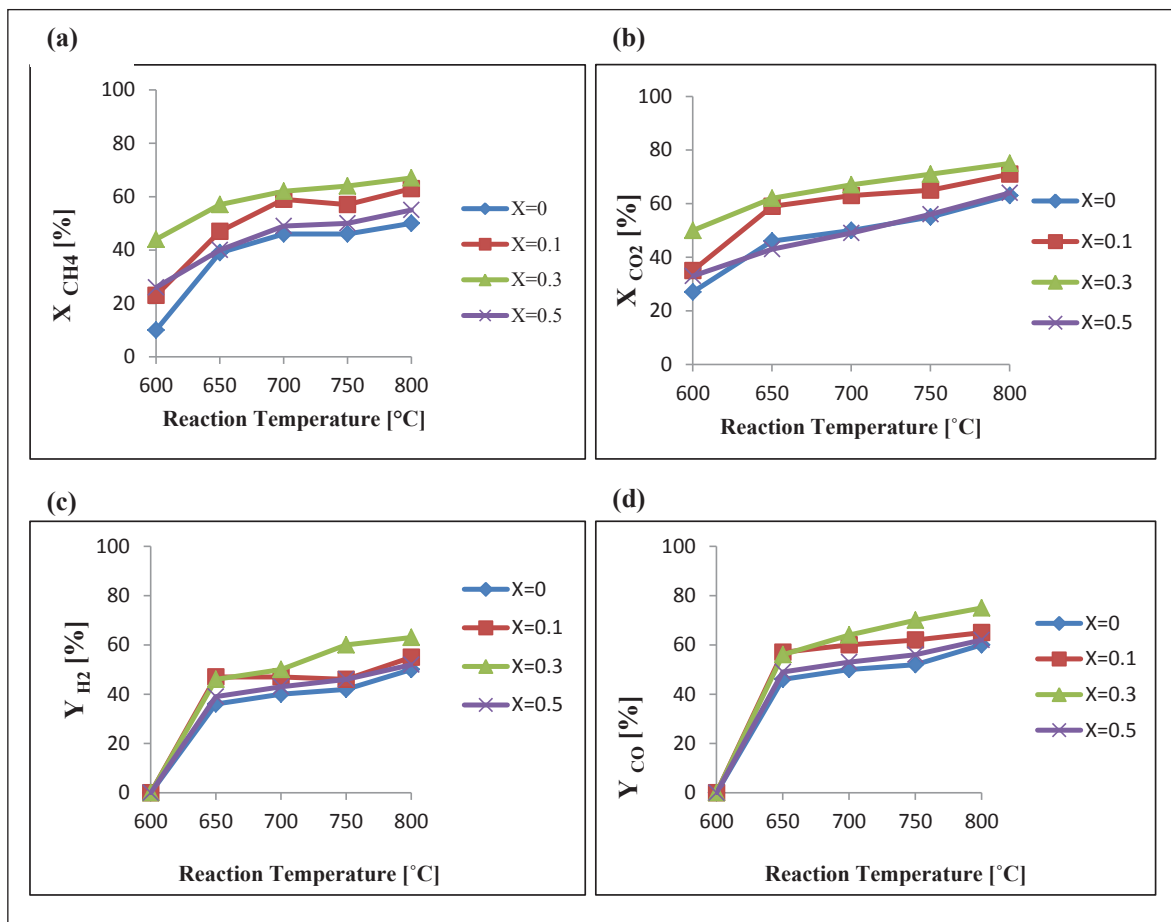 (a)
100
80
60
40
20
0
X CH4 [%]
600 650 700 750 800
Reaction Temperature [°C]
X=0
X=0.1
X=0.3
X=0.5
(b)
100
80
60
40
20
0
X CO2 [%]
600 650 700 750 800
Reaction Temperature [˚C]
X=0
X=0.1
X=0.3
X=0.5
(c)
100
80
60
40
20
0
Y H2 [%]
600 650 700 750 800
Reaction Temperature [˚C]
X=0
X=0.1
X=0.3
X=0.5
(d)
100
80
60
40
20
0
Y CO [%]
600 650 700 750 800
Reaction Temperature [˚C]
X=0
X=0.1
X=0.3
X=0.5